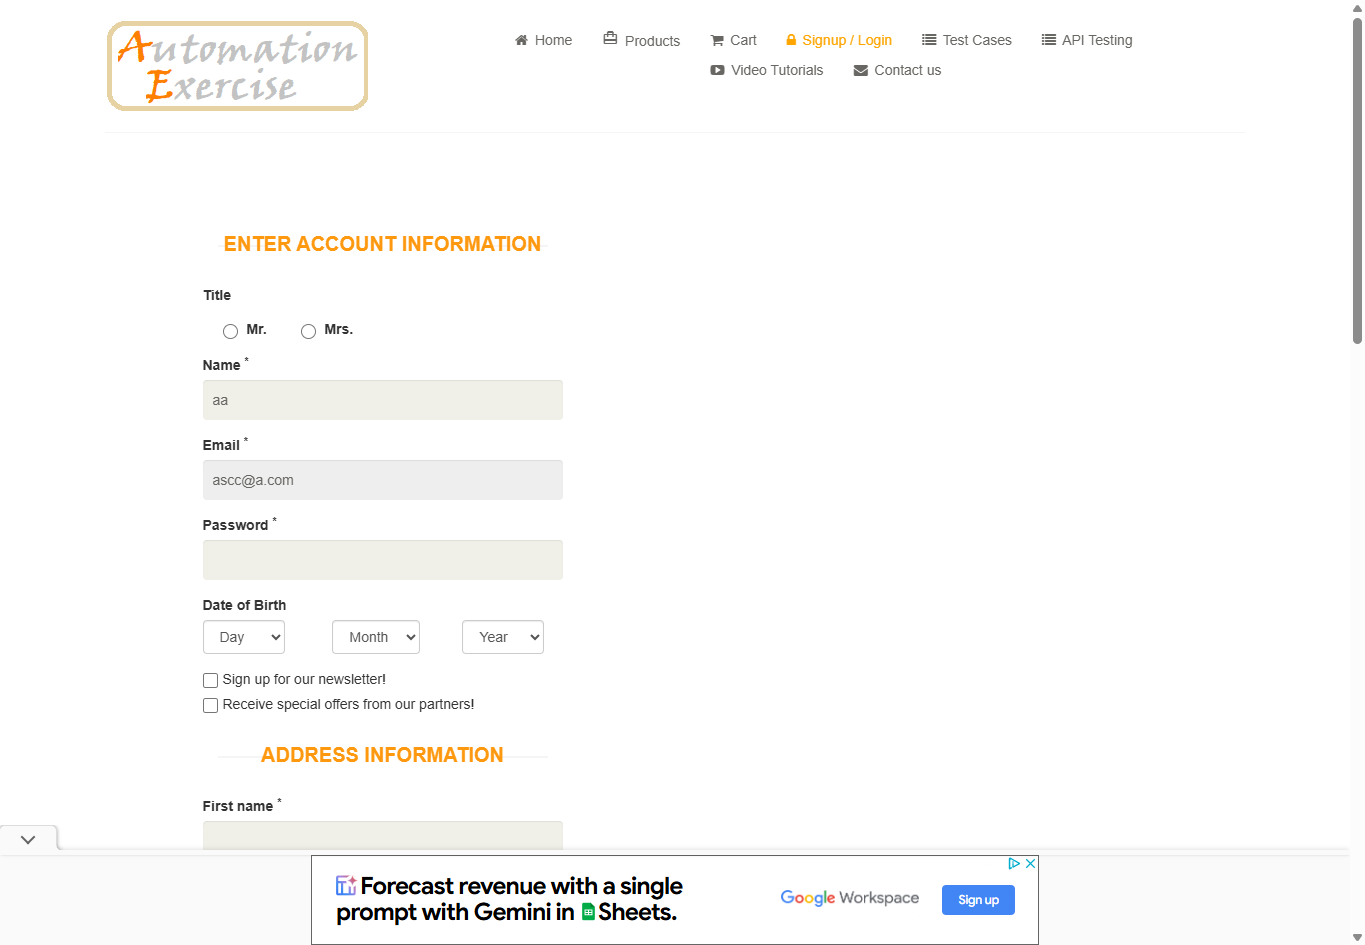 Automation
Exercise
Home Products Cart Signup / Login Test Cases API Testing
Video Tutorials Contact us
ENTER ACCOUNT INFORMATION
Title
Mr. Mrs.
Name *
aa
Email *
ascc@a.com
Password *
Date of Birth
Day Month Year
Sign up for our newsletter!
Receive special offers from our partners!
ADDRESS INFORMATION
First name *
Forecast revenue with a single
prompt with Gemini in Sheets.
Google Workspace
Sign up